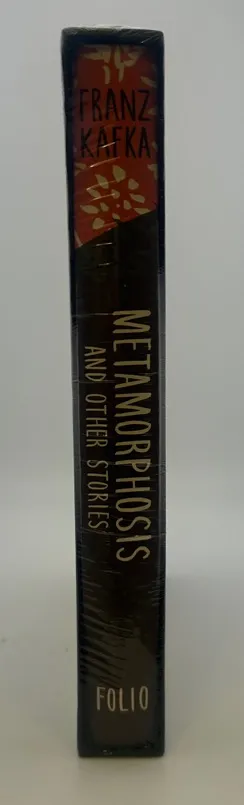 FRANZ
KAFKA
METAMORPHOSIS
AND OTHER STORIES
FOLIO